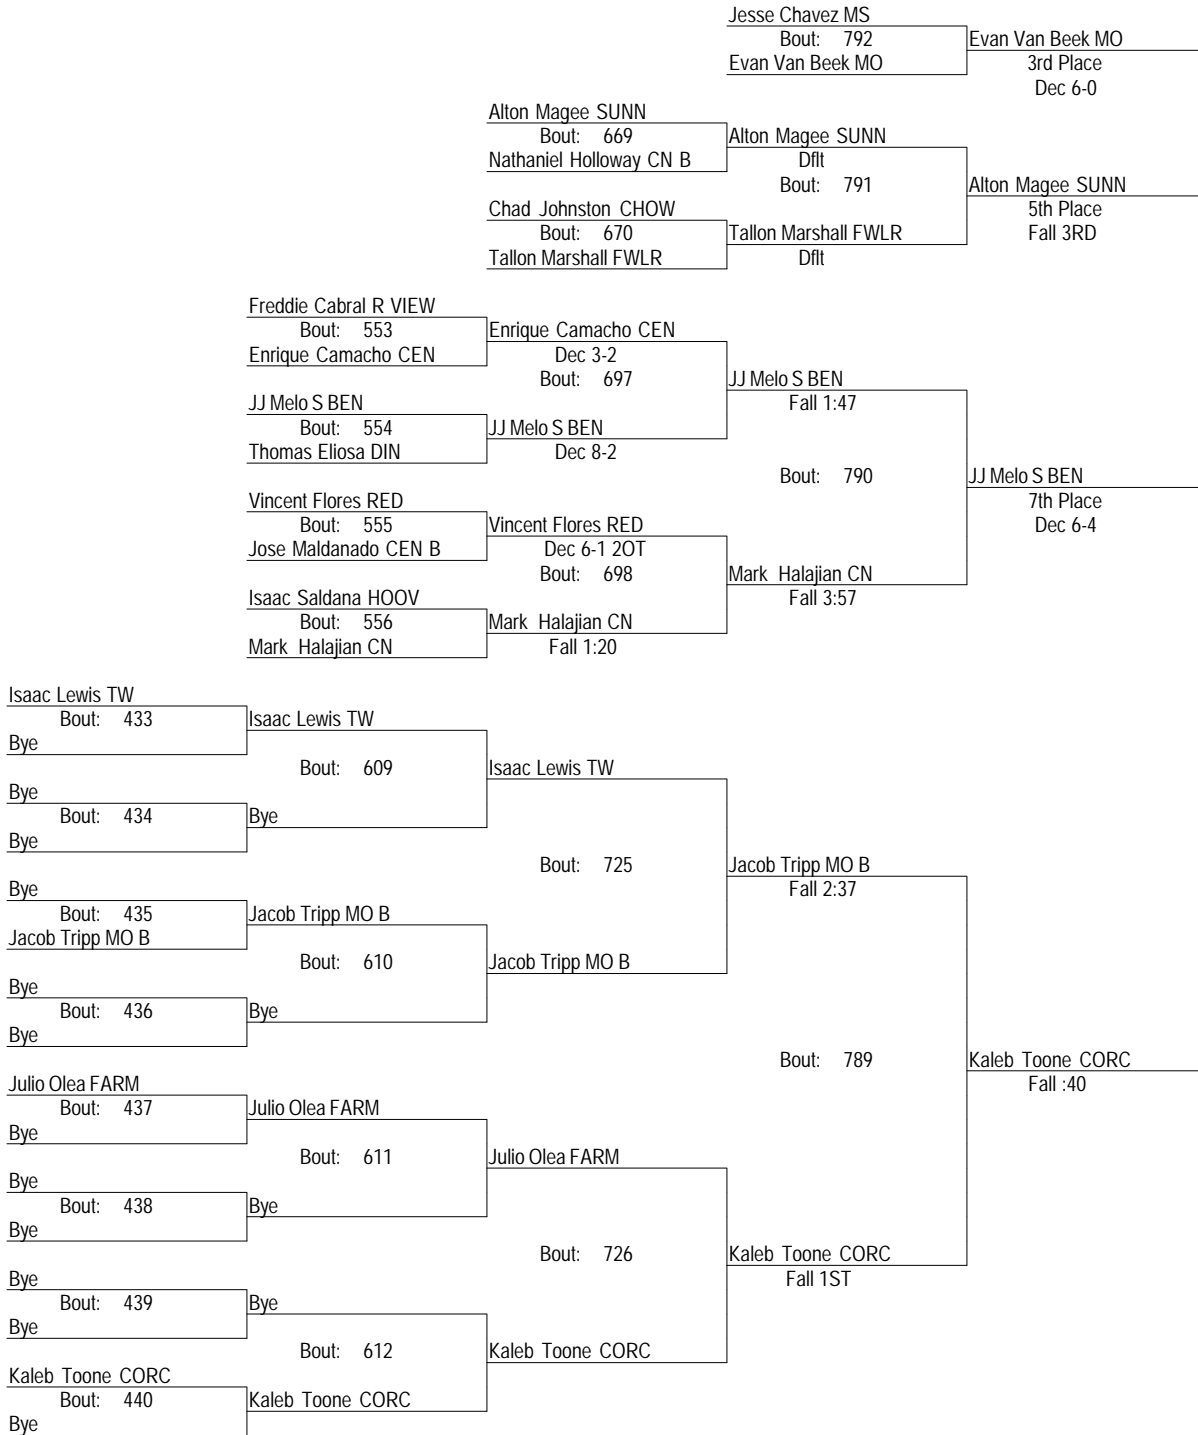 Jesse Chavez MS
Bout: 792
Evan Van Beek MO
Evan Van Beek MO
3rd Place
Dec 6-0
Alton Magee SUNN
Bout: 669
Nathaniel Holloway CN B
Alton Magee SUNN
Dflt
Bout: 791
Alton Magee SUNN
5th Place
Fall 3RD
Chad Johnston CHOW
Bout: 670
Tallon Marshall FWLR
Tallon Marshall FWLR
Dflt
Freddie Cabral R VIEW
Bout: 553
Enrique Camacho CEN
Enrique Camacho CEN
Dec 3-2
Bout: 697
JJ Melo S BEN
Fall 1:47
JJ Melo S BEN
Bout: 554
Thomas Eliosa DIN
JJ Melo S BEN
Dec 8-2
Bout: 790
JJ Melo S BEN
7th Place
Dec 6-4
Vincent Flores RED
Bout: 555
Jose Maldanado CEN B
Vincent Flores RED
Dec 6-1 2OT
Bout: 698
Mark Halajian CN
Fall 3:57
Isaac Saldana HOOV
Bout: 556
Mark Halajian CN
Mark Halajian CN
Fall 1:20
Isaac Lewis TW
Bout: 433
Bye
Isaac Lewis TW
Bout: 609
Isaac Lewis TW
Bye
Bout: 434
Bye
Bye
Bout: 725
Jacob Tripp MO B
Fall 2:37
Bye
Bout: 435
Jacob Tripp MO B
Jacob Tripp MO B
Bout: 610
Jacob Tripp MO B
Bye
Bout: 436
Bye
Bye
Bout: 789
Kaleb Toone CORC
Fall :40
Julio Olea FARM
Bout: 437
Bye
Julio Olea FARM
Bout: 611
Julio Olea FARM
Bye
Bout: 438
Bye
Bye
Bout: 726
Kaleb Toone CORC
Fall 1ST
Bye
Bout: 439
Bye
Bye
Bout: 612
Kaleb Toone CORC
Kaleb Toone CORC
Bout: 440
Bye
Kaleb Toone CORC